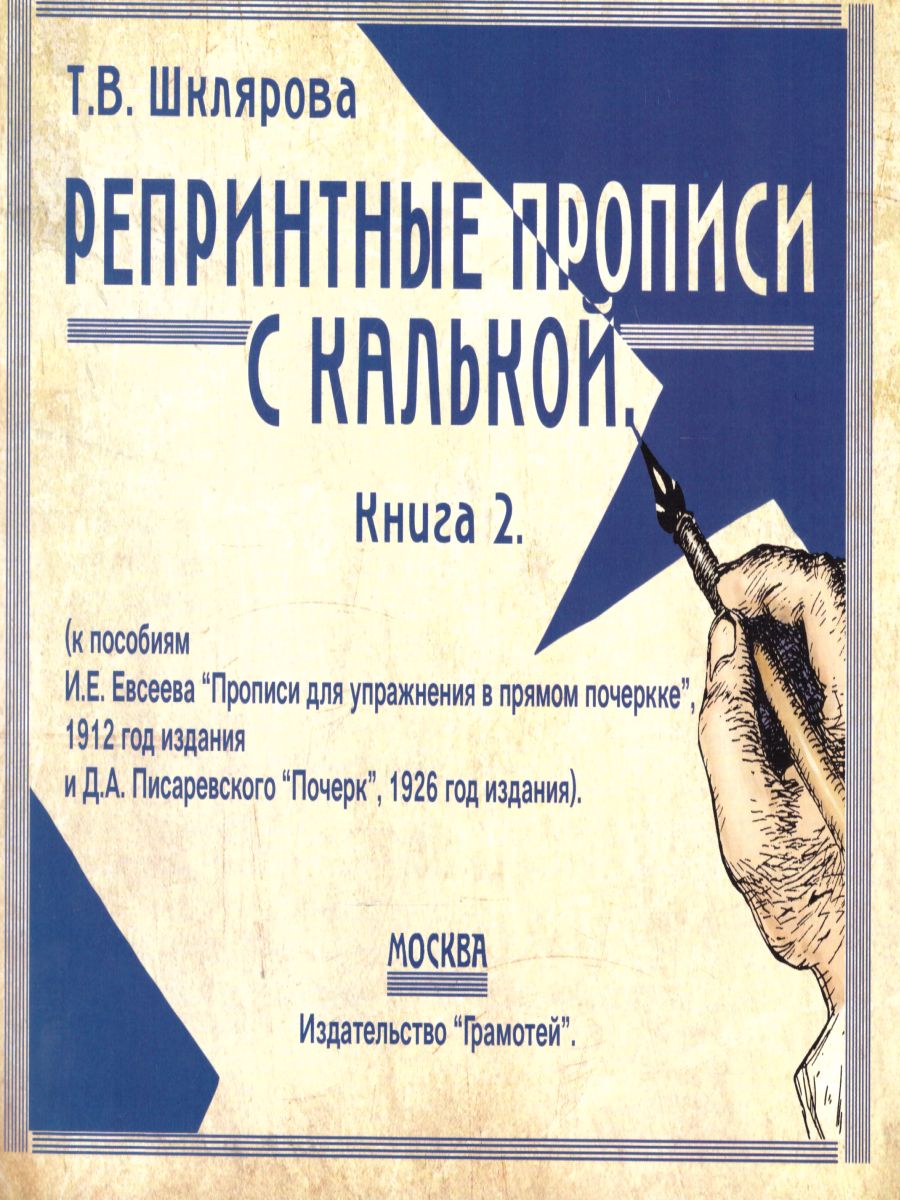 Т.В. Шклярова
РЕПРИНТНЫЕ ПРОПИСИ
С КАЛЬКОЙ.
Книга 2.
(к пособиям
И.Е. Евсеева “Прописи для упражнения в прямом почеркке”,
1912 год издания
и Д.А. Писаревского “Почерк”, 1926 год издания).
МОСКВА
Издательство “Грамотей”.